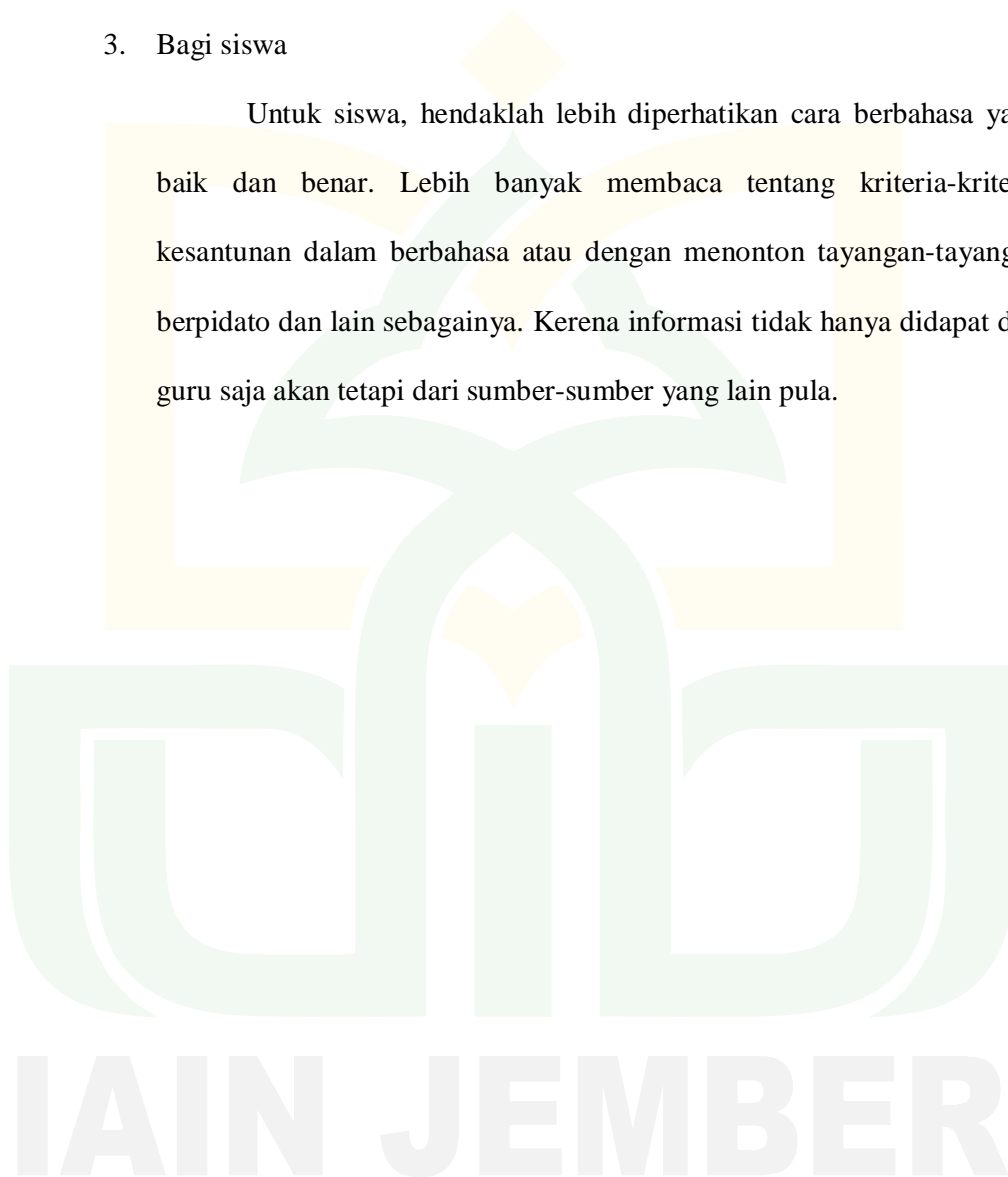 3. Bagi siswa
Untuk siswa, hendaklah lebih diperhatikan cara berbahasa ya
baik dan benar. Lebih banyak membaca tentang kriteria-krite
kesantunan dalam berbahasa atau dengan menonton tayangan-tayang
berpidato dan lain sebagainya. Kerena informasi tidak hanya didapat d
guru saja akan tetapi dari sumber-sumber yang lain pula.
IAIN JEMBER